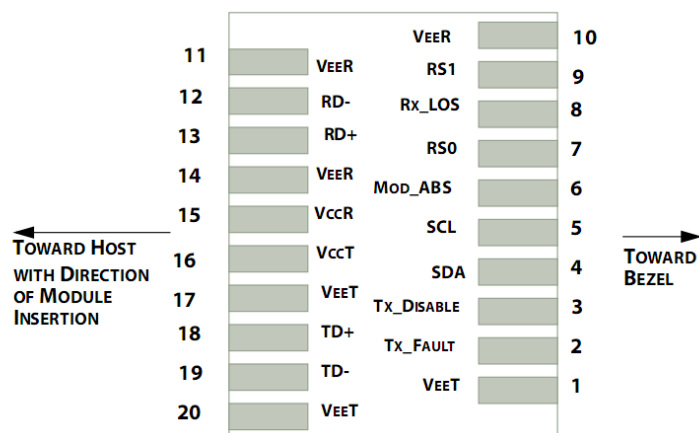 11 VEER
12 RD-
13 RD+
14 VEER
15 VCCR
16 VCCT
17 VEET
18 TD+
19 TD-
20 VEET
VEER 10
RS1 9
RX_LOS 8
RS0 7
MOD_ABS 6
SCL 5
SDA 4
TX_DISABLE 3
TX_FAULT 2
VEET 1
TOWARD HOST
WITH DIRECTION
OF MODULE
INSERTION
TOWARD
BEZEL